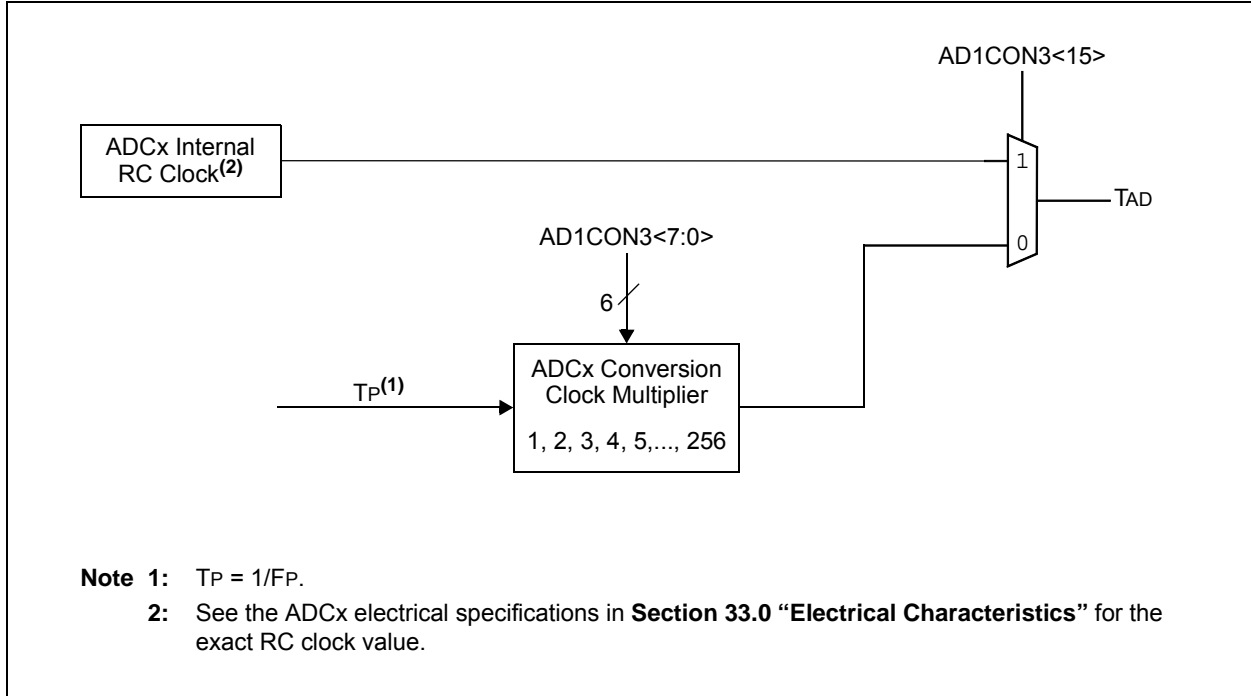 AD1CON3<15>
ADCx Internal
RC Clock(2)
1
TAD
0
AD1CON3<7:0>
6
TP(1)
ADCx Conversion
Clock Multiplier
1, 2, 3, 4, 5,..., 256
Note 1: TP = 1/FP.
2: See the ADCx electrical specifications in Section 33.0 “Electrical Characteristics” for the
exact RC clock value.